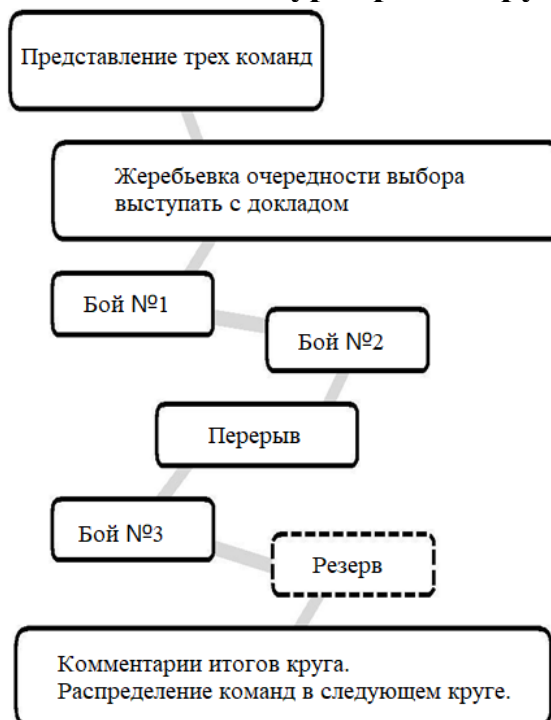 Представление трех команд
Жеребьевка очередности выбора
выступать с докладом
Бой №1
Бой №2
Перерыв
Бой №3
Резерв
Комментарии итогов круга.
Распределение команд в следующем круге.